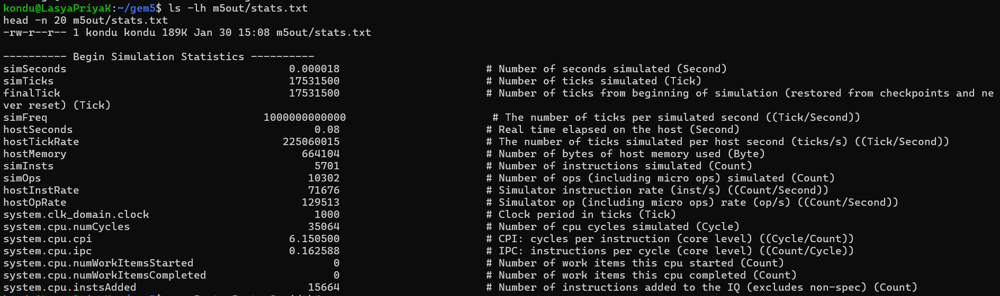 kondu@LasyaPriyaK:~/gem5$ ls -lh m5out/stats.txt
head -n 20 m5out/stats.txt
-rw-r--r-- 1 kondu kondu 189K Jan 30 15:08 m5out/stats.txt
---------- Begin Simulation Statistics ----------
simSeconds 0.000018 # Number of seconds simulated (Second)
simTicks 17531500 # Number of ticks simulated (Tick)
finalTick 17531500 # Number of ticks from beginning of simulation (restored from checkpoints and ne
ver reset) (Tick)
simFreq 1000000000000 # The number of ticks per simulated second ((Tick/Second))
hostSeconds 0.08 # Real time elapsed on the host (Second)
hostTickRate 225060015 # The number of ticks simulated per host second (ticks/s) ((Tick/Second))
hostMemory 664104 # Number of bytes of host memory used (Byte)
simInsts 5701 # Number of instructions simulated (Count)
simOps 10302 # Number of ops (including micro ops) simulated (Count)
hostInstRate 71676 # Simulator instruction rate (inst/s) ((Count/Second))
hostOpRate 129513 # Simulator op (including micro ops) rate (op/s) ((Count/Second))
system.clk_domain.clock 1000 # Clock period in ticks (Tick)
system.cpu.numCycles 35064 # Number of cpu cycles simulated (Cycle)
system.cpu.cpi 6.150500 # CPI: cycles per instruction (core level) ((Cycle/Count))
system.cpu.ipc 0.162588 # IPC: instructions per cycle (core level) ((Count/Cycle))
system.cpu.numWorkItemsStarted 0 # Number of work items this cpu started (Count)
system.cpu.numWorkItemsCompleted 0 # Number of work items this cpu completed (Count)
system.cpu.instsAdded 15664 # Number of instructions added to the IQ (excludes non-spec) (Count)